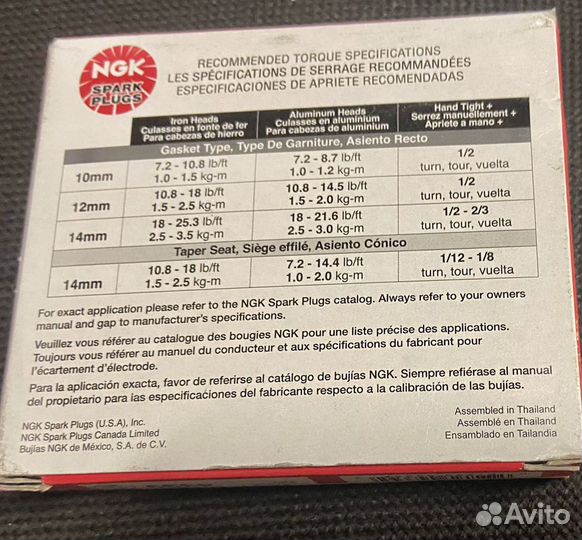 NGK
SPARK
PLUGS
RECOMMENDED TORQUE SPECIFICATIONS
LES SPÉCIFICATIONS DE SERRAGE RECOMMANDÉES
ESPECIFICACIONES DE APRIETE RECOMENDADAS
Iron Heads
Culasses en fonte de fer
Para cabezas de hierro
Aluminum Heads
Culasses en aluminium
Para cabezas de aluminium
Hand Tight +
Serrez manuellement +
Apriete a mano +
Gasket Type, Type De Garniture, Asiento Recto
10mm
7.2 - 10.8 lb/ft
1.0 - 1.5 kg-m
7.2 - 8.7 lb/ft
1.0 - 1.2 kg-m
1/2
turn, tour, vuelta
12mm
10.8 - 18 lb/ft
1.5 - 2.5 kg-m
10.8 - 14.5 lb/ft
1.5 - 2.0 kg-m
1/2
turn, tour, vuelta
14mm
18 - 25.3 lb/ft
2.5 - 3.5 kg-m
18 - 21.6 lb/ft
2.5 - 3.0 kg-m
1/2 - 2/3
turn, tour, vuelta
Taper Seat, Siège effilé, Asiento Cónico
14mm
10.8 - 18 lb/ft
1.5 - 2.5 kg-m
7.2 - 14.4 lb/ft
1.0 - 2.0 kg-m
1/12 - 1/8
turn, tour, vuelta
For exact application please refer to the NGK Spark Plugs catalog. Always refer to your owners
manual and gap to manufacturer's specifications.
Veuillez vous référer au catalogue des bougies NGK pour une liste précise des applications.
Toujours vous référer au manuel du conducteur et aux spécifications du fabricant pour
l'écartement d'électrode.
Para la aplicación exacta, favor de referirse al catálogo de bujías NGK. Siempre refiérase al manual
del propietario para las especificaciones del fabricante respecto a la calibración de las bujías.
NGK Spark Plugs (U.S.A), Inc.
NGK Spark Plugs Canada Limited
Bujías NGK de México, S.A. de C.V.
Assembled in Thailand
Assemblé en Thailand
Ensamblado en Tailandia
Avito